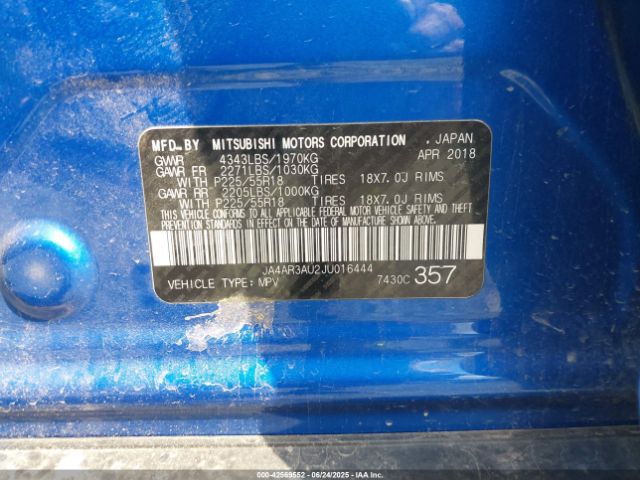 MFD-BY MITSUBISHI MOTORS CORPORATION , JAPAN
GVWR 4343LBS/1970KG APR 2018
GAWR FR 2271LBS/1030KG
WITH P225/55R18 TIRES 18X7.0J RIMS
GAWR RR 2205LBS/1000KG
WITH P225/55R18 TIRES 18X7.0J RIMS
THIS VEHICLE CONFORMS TO ALL APPLICABLE FEDERAL MOTOR VEHICLE SAFETY AND THEFT
PREVENTION STANDARDS IN EFFECT ON THE DATE OF MANUFACTURE SHOWN ABOVE.
JA4AR3AU2JU016444
VEHICLE TYPE: MPV 7430C 357
000-42569552 (IAA) 06/24/2025 - COPYRIGHT IAA, LLC.